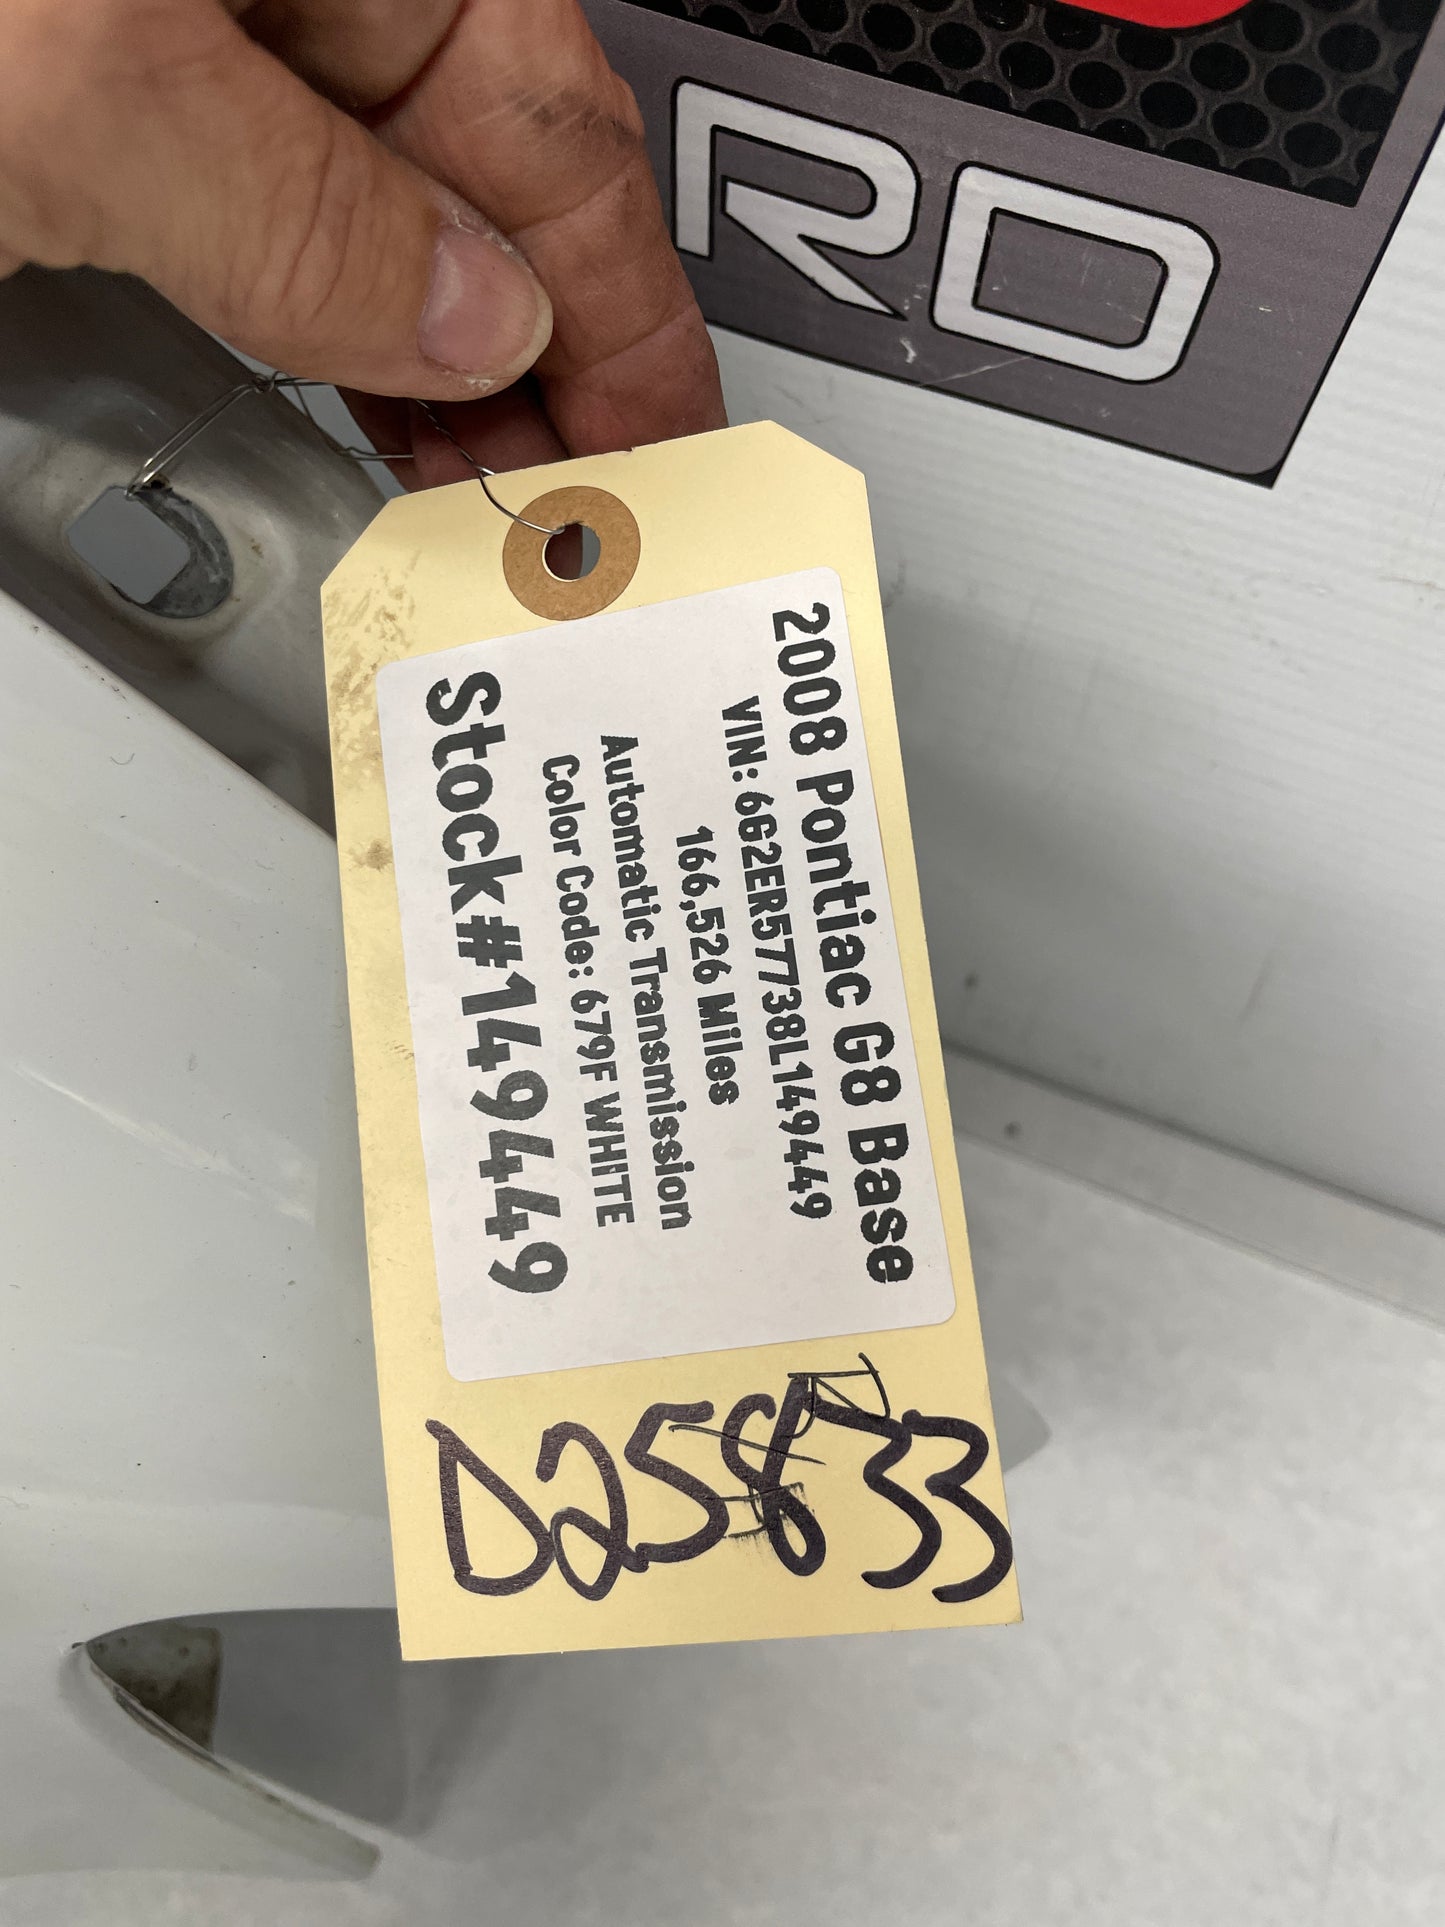 RD
2008 Pontiac G8 Base
VIN: 6G2ER57738L149449
166,526 Miles
Automatic Transmission
Color Code: 679F WHITE
Stock#149449
D25833